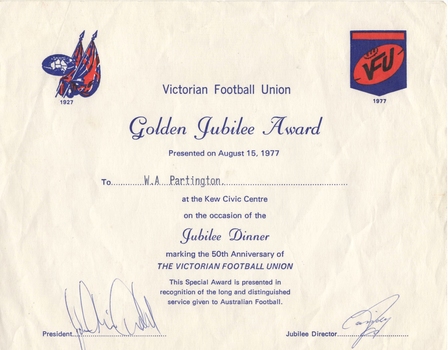 1927
VFU
1977
Victorian Football Union
Golden Jubilee Award
Presented on August 15, 1977
To W.A Partington.
at the Kew Civic Centre
on the occasion of the
Jubilee Dinner
marking the 50th Anniversary of
THE VICTORIAN FOOTBALL UNION
This Special Award is presented in
recognition of the long and distinguished
service given to Australian Football.
President
Jubilee Director